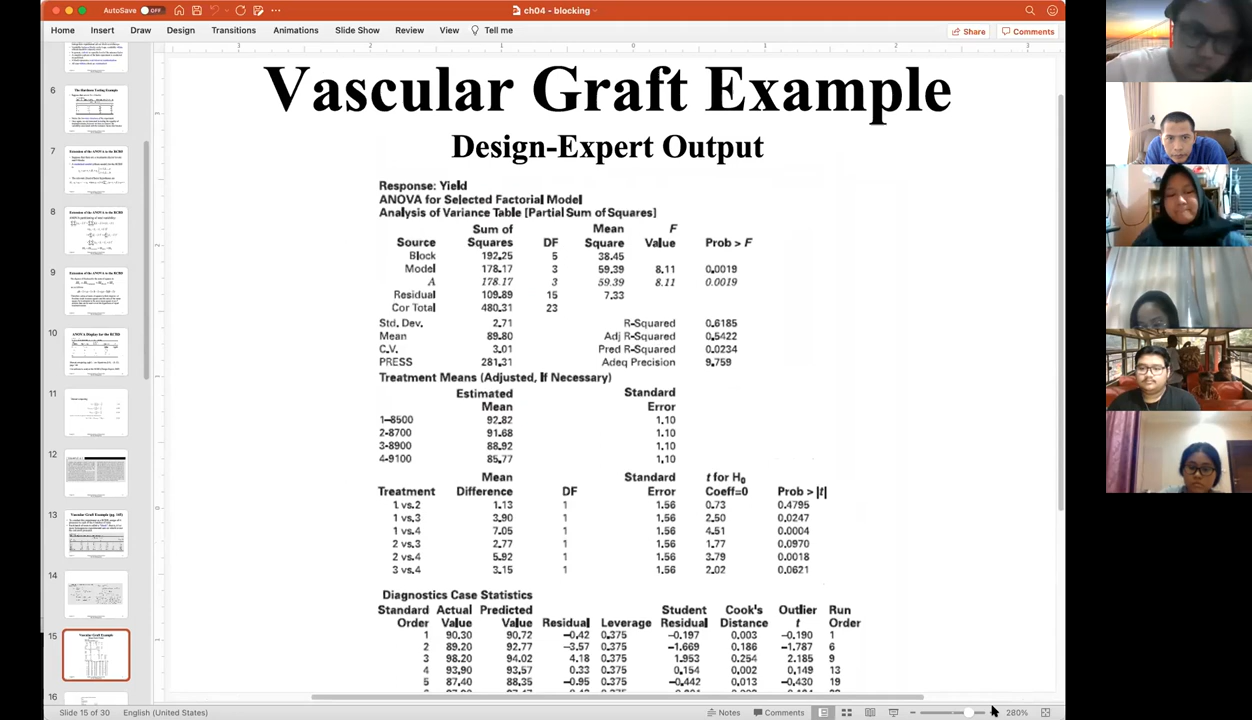 AutoSave OFF
ch04 - blocking
Home Insert Draw Design Transitions Animations Slide Show Review View Tell me
Share Comments
6
7
8
9
10
11
12
13
14
15
16
Vascular Graft Example
Design-Expert Output
Response: Yield
ANOVA for Selected Factorial Model
Analysis of Variance Table [Partial Sum of Squares]
Sum of Mean F
Source Squares DF Square Value Prob > F
Block 192.25 5 38.45
Model 178.17 3 59.39 8.11 0.0019
A 178.17 3 59.39 8.11 0.0019
Residual 109.89 15 7.33
Cor Total 480.31 23
Std. Dev. 2.71 R-Squared 0.6185
Mean 89.80 Adj R-Squared 0.5422
C.V. 3.01 Pred R-Squared 0.0234
PRESS 281.31 Adeq Precision 9.759
Treatment Means (Adjusted, If Necessary)
Estimated Standard
Mean Error
1-8500 92.82 1.10
2-8700 91.68 1.10
3-8900 88.92 1.10
4-9100 85.77 1.10
Mean Standard t for H0
Treatment Difference DF Error Coeff=0 Prob > |t|
1 vs.2 1.13 1 1.56 0.73 0.4795
1 vs.3 3.90 1 1.56 2.50 0.0247
1 vs.4 7.05 1 1.56 4.51 0.0004
2 vs.3 2.77 1 1.56 1.77 0.0970
2 vs.4 5.92 1 1.56 3.79 0.0018
3 vs.4 3.15 1 1.56 2.02 0.0621
Diagnostics Case Statistics
Standard Actual Predicted Student Cook's Outlier Run
Order Value Value Residual Leverage Residual Distance t Order
1 90.30 90.72 -0.42 0.375 -0.197 0.003 -0.190 1
2 89.20 92.77 -3.57 0.375 -1.669 0.186 -1.787 6
3 98.20 94.02 4.18 0.375 1.953 0.254 2.185 9
4 93.90 93.57 0.33 0.375 0.154 0.002 0.149 13
5 87.40 88.35 -0.95 0.375 -0.442 0.013 -0.430 19
Slide 15 of 30 English (United States) Notes Comments 280%